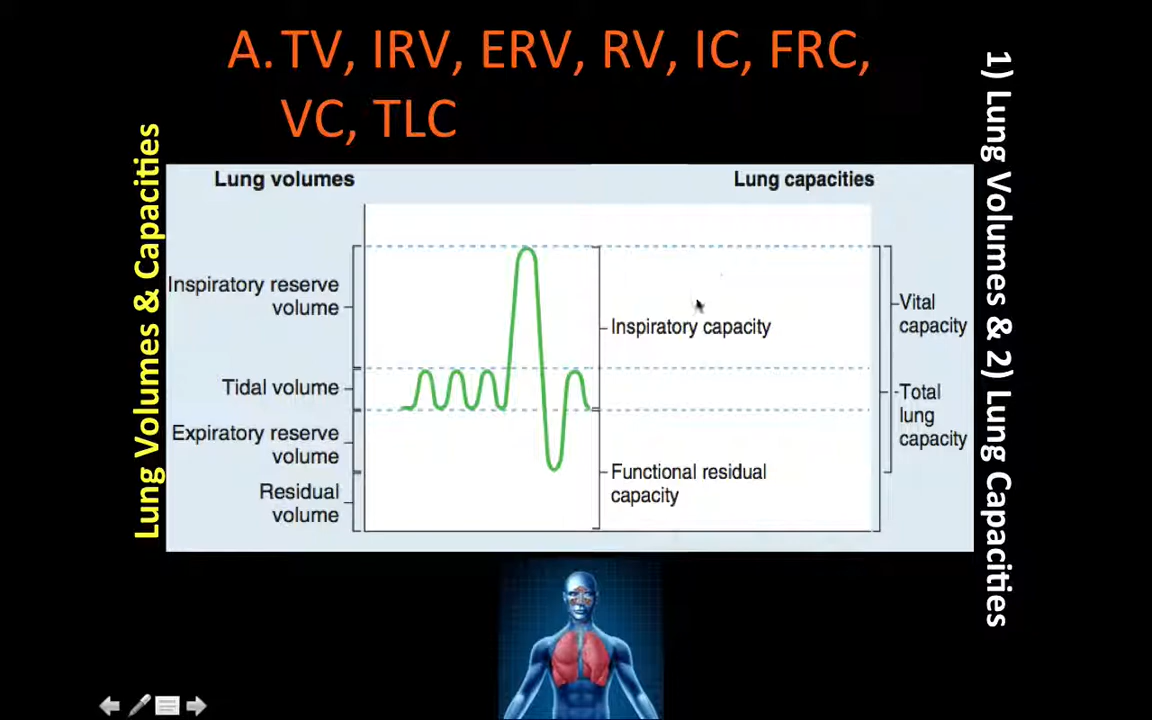 A. TV, IRV, ERV, RV, IC, FRC,
VC, TLC
Lung Volumes & Capacities
1) Lung Volumes & 2) Lung Capacities
Lung volumes
Lung capacities
Inspiratory reserve
volume
Tidal volume
Expiratory reserve
volume
Residual
volume
Inspiratory capacity
Functional residual
capacity
Vital
capacity
Total
lung
capacity